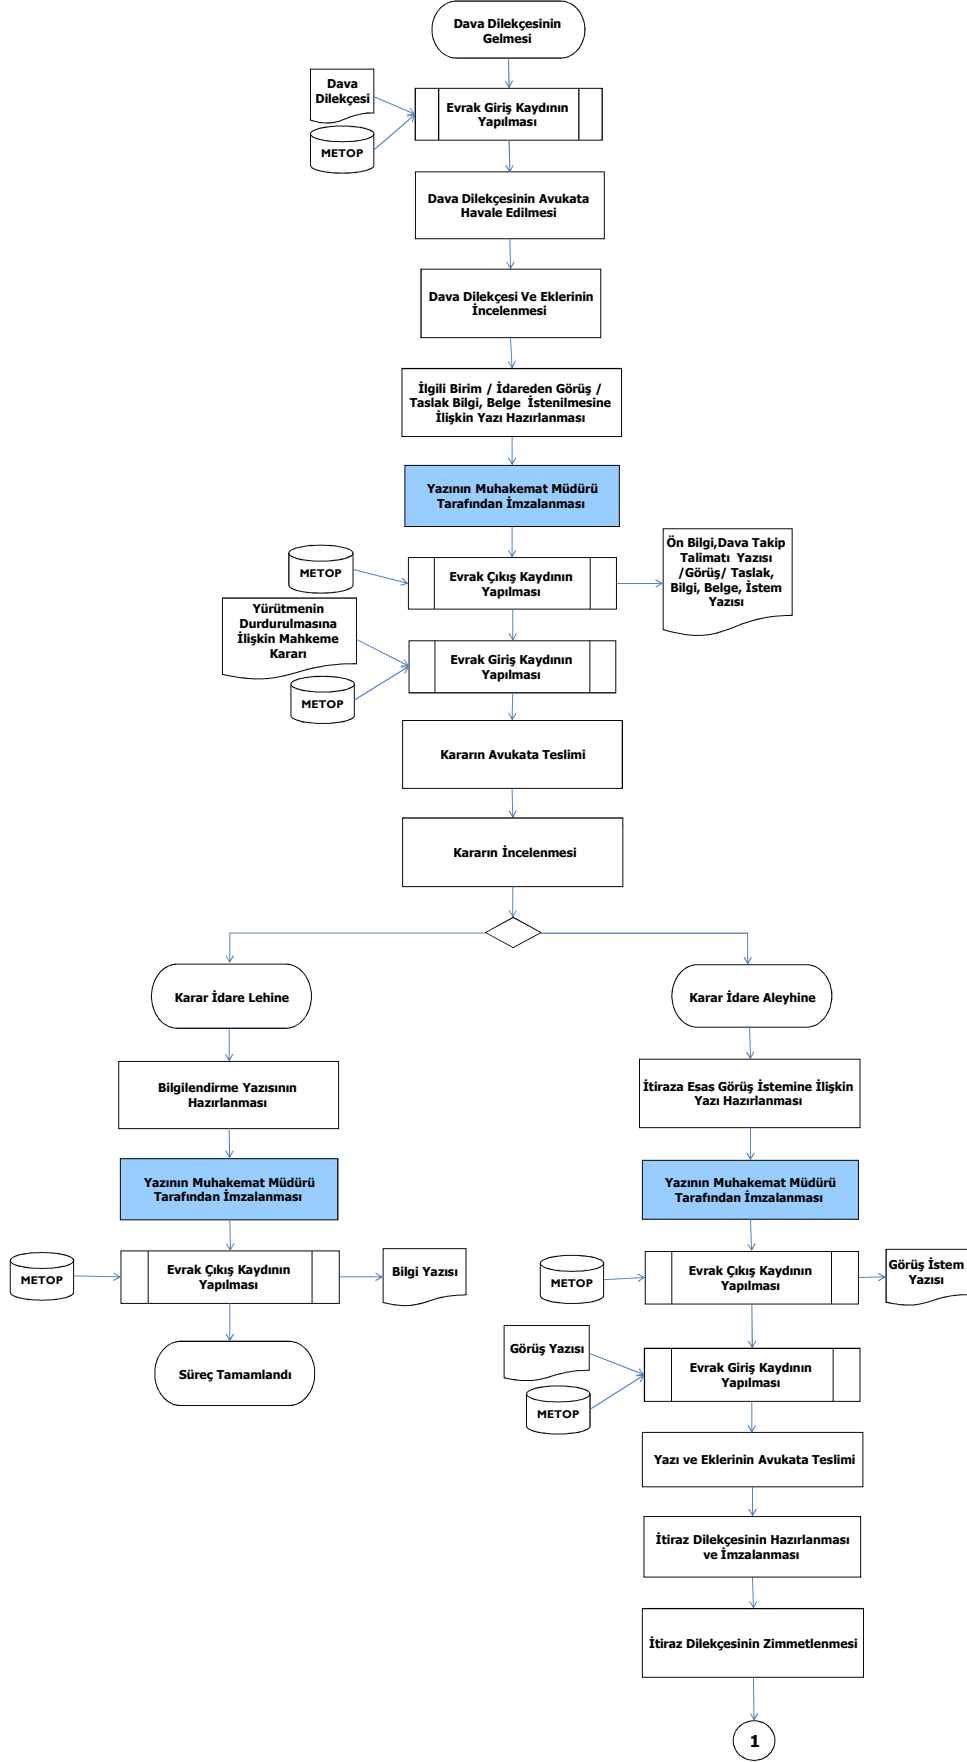 Dava Dilekçesinin
Gelmesi
Dava
Dilekçesi
METOP
Evrak Giriş Kaydının
Yapılması
Dava Dilekçesinin Avukata
Havale Edilmesi
Dava Dilekçesi Ve Eklerinin
İncelenmesi
İlgili Birim / İdareden Görüş /
Taslak Bilgi, Belge İstenilmesine
İlişkin Yazı Hazırlanması
Yazının Muhakemat Müdürü
Tarafından İmzalanması
METOP
Evrak Çıkış Kaydının
Yapılması
Ön Bilgi,Dava Takip
Talimatı Yazısı
/Görüş/ Taslak,
Bilgi, Belge, İstem
Yazısı
Yürütmenin
Durdurulmasına
İlişkin Mahkeme
Kararı
METOP
Evrak Giriş Kaydının
Yapılması
Kararın Avukata Teslimi
Kararın İncelenmesi
Karar İdare Lehine
Bilgilendirme Yazısının
Hazırlanması
Yazının Muhakemat Müdürü
Tarafından İmzalanması
METOP
Evrak Çıkış Kaydının
Yapılması
Bilgi Yazısı
Süreç Tamamlandı
Karar İdare Aleyhine
İtiraza Esas Görüş İstemine İlişkin
Yazı Hazırlanması
Yazının Muhakemat Müdürü
Tarafından İmzalanması
METOP
Evrak Çıkış Kaydının
Yapılması
Görüş İstem
Yazısı
Görüş Yazısı
METOP
Evrak Giriş Kaydının
Yapılması
Yazı ve Eklerinin Avukata Teslimi
İtiraz Dilekçesinin Hazırlanması
ve İmzalanması
İtiraz Dilekçesinin Zimmetlenmesi
1